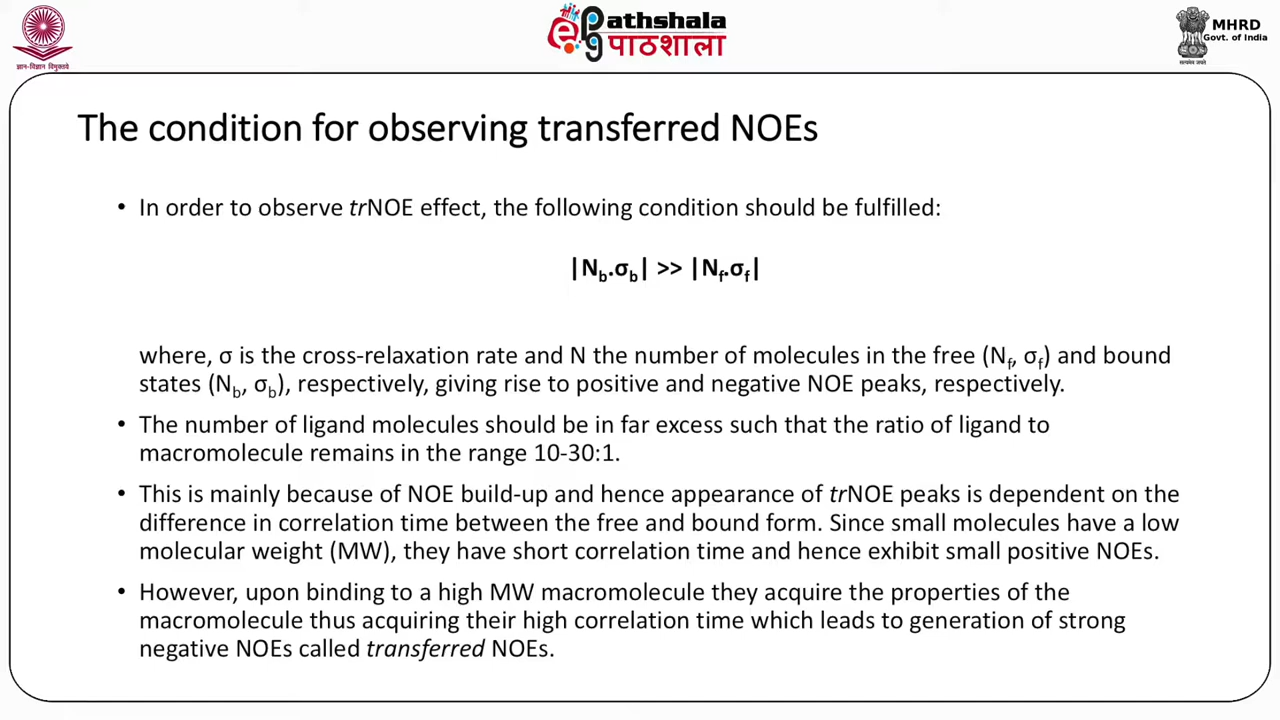 ePathshala
पाठशाला
MHRD
Govt. of India
ज्ञान-विज्ञान विमुक्तये
सत्यमेव जयते
The condition for observing transferred NOEs
• In order to observe trNOE effect, the following condition should be fulfilled:
|Nb.σb| >> |Nf.σf|
where, σ is the cross-relaxation rate and N the number of molecules in the free (Nf, σf) and bound
states (Nb, σb), respectively, giving rise to positive and negative NOE peaks, respectively.
• The number of ligand molecules should be in far excess such that the ratio of ligand to
macromolecule remains in the range 10-30:1.
• This is mainly because of NOE build-up and hence appearance of trNOE peaks is dependent on the
difference in correlation time between the free and bound form. Since small molecules have a low
molecular weight (MW), they have short correlation time and hence exhibit small positive NOEs.
• However, upon binding to a high MW macromolecule they acquire the properties of the
macromolecule thus acquiring their high correlation time which leads to generation of strong
negative NOEs called transferred NOEs.